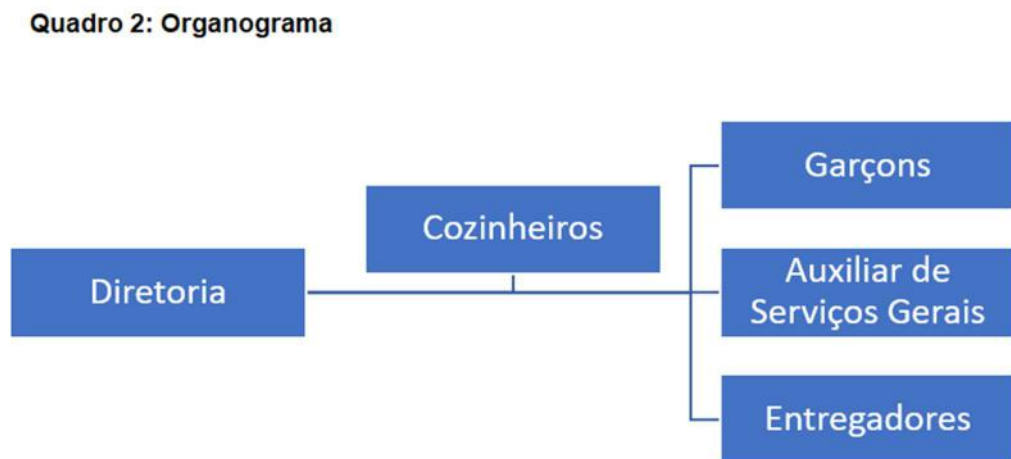 Quadro 2: Organograma
Garçons
Cozinheiros
Diretoria
Auxiliar de
Serviços Gerais
Entregadores